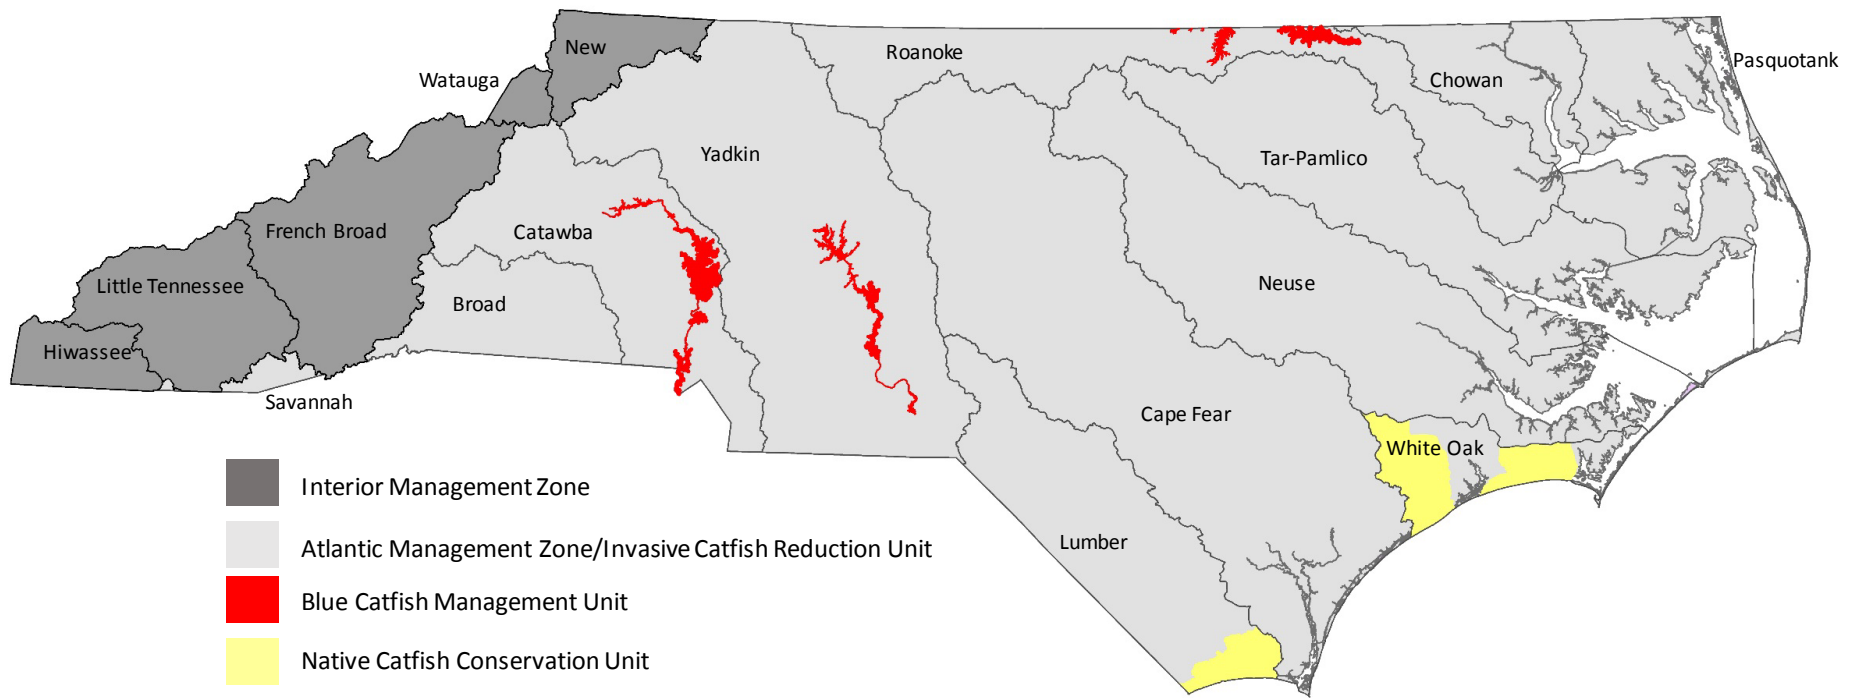 New
Roanoke
Pasquotank
Watauga
Chowan
Yadkin
Tar-Pamlico
French Broad
Catawba
Little Tennessee
Neuse
Broad
Hiwassee
Savannah
Cape Fear
White Oak
Interior Management Zone
Atlantic Management Zone/Invasive Catfish Reduction Unit
Lumber
Blue Catfish Management Unit
Native Catfish Conservation Unit